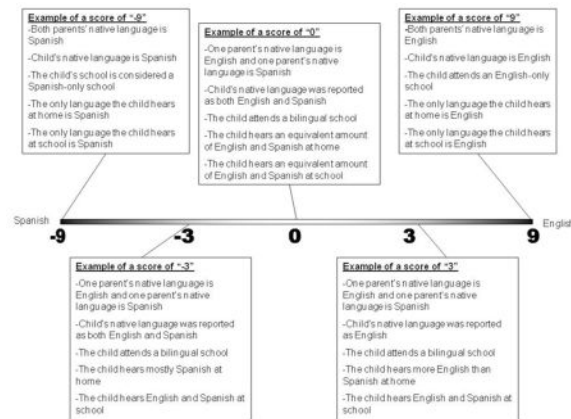 Example of a score of "-9"
-Both parents' native language is
Spanish
-Child's native language is Spanish
-The child's school is considered a
Spanish-only school
-The only language the child hears
at home is Spanish
-The only language the child hears
at school is Spanish
Example of a score of "0"
-One parent's native language is
English and one parent's native
language is Spanish
-Child's native language was reported
as both English and Spanish
-The child attends a bilingual school
-The child hears an equivalent amount
of English and Spanish at home
-The child hears an equivalent amount
of English and Spanish at school
Example of a score of "9"
-Both parents' native language is
English
-Child's native language is English
-The child attends an English-only
school
-The only language the child hears
at home is English
-The only language the child hears
at school is English
Spanish
English
-9 -3 0 3 9
Example of a score of "-3"
-One parent's native language is
English and one parent's native
language is Spanish
-Child's native language was reported
as both English and Spanish
-The child attends a bilingual school
-The child hears mostly Spanish at
home
-The child hears English and Spanish at
school
Example of a score of "3"
-One parent's native language is
English and one parent's native
language is Spanish
-Child's native language was reported
as English
-The child attends a bilingual school
-The child hears more English than
Spanish at home
-The child hears English and Spanish at
school